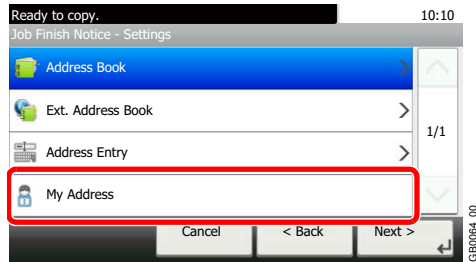 Ready to copy. 10:10
Job Finish Notice - Settings
Address Book
Ext. Address Book
1/1
Address Entry
My Address
Cancel < Back Next >
GB0064_00